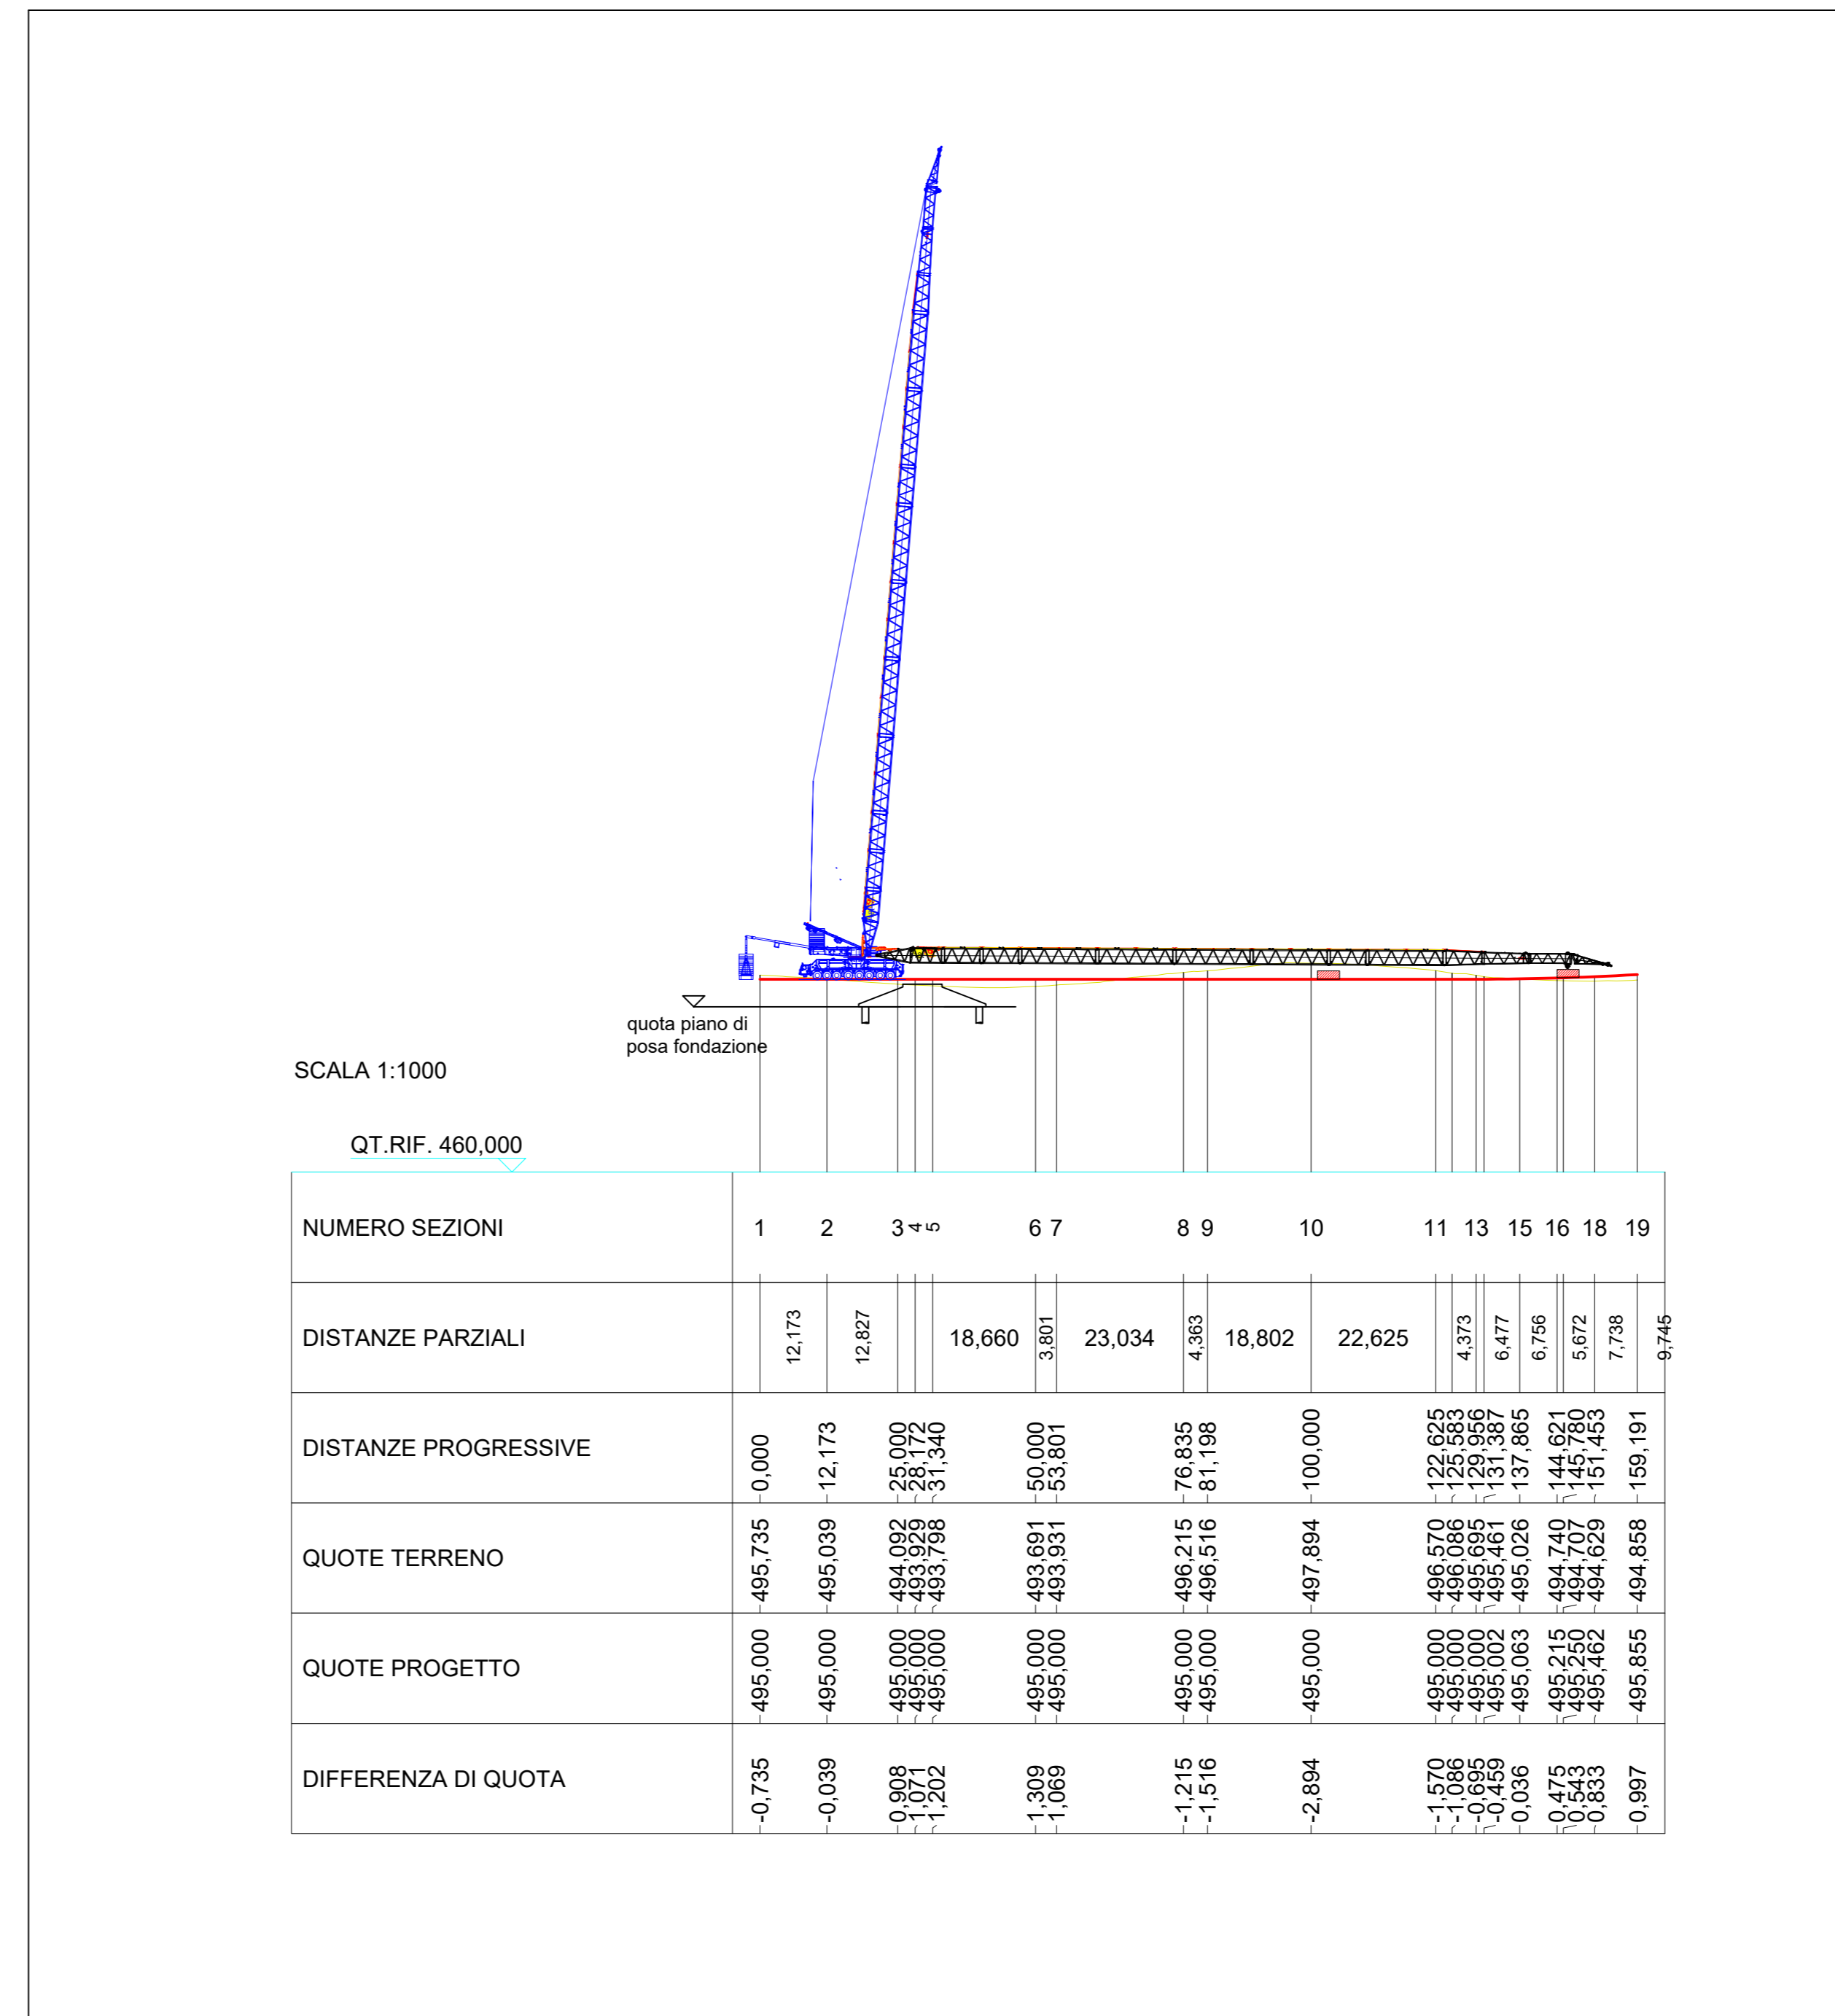 quota piano di
posa fondazione
SCALA 1:1000
QT.RIF. 460,000
NUMERO SEZIONI 1 2 3 4 5 6 7 8 9 10 11 13 15 16 18 19
DISTANZE PARZIALI 12,173 12,827 18,660 3,801 23,034 4,363 18,802 22,625 4,373 6,477 6,756 5,672 7,738 9,745
DISTANZE PROGRESSIVE 0,000 12,173 25,000 28,172 31,340 50,000 53,801 76,835 81,198 100,000 122,625 125,583 129,956 131,387 137,865 144,621 145,780 151,453 159,191
QUOTE TERRENO 495,735 495,039 494,092 493,929 493,798 493,691 493,931 496,215 496,516 497,894 496,570 496,086 495,695 495,461 495,026 494,740 494,707 494,629 494,858
QUOTE PROGETTO 495,000 495,000 495,000 495,000 495,000 495,000 495,000 495,000 495,000 495,000 495,000 495,000 495,000 495,002 495,063 495,215 495,250 495,462 495,855
DIFFERENZA DI QUOTA -0,735 -0,039 0,908 1,071 1,202 1,309 1,069 -1,215 -1,516 -2,894 -1,570 -1,086 -0,695 -0,459 0,036 0,475 0,543 0,833 0,997